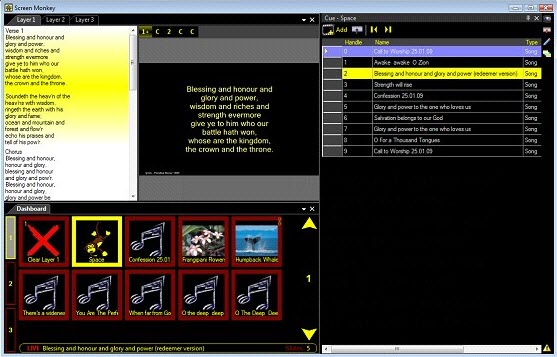 Screen Monkey
Layer 1
Layer 2
Layer 3
Verse 1
Blessing and honour and
glory and power,
wisdom and riches and
strength evermore
give ye to him who our
battle hath won,
whose are the kingdom,
the crown and the throne.
Soundeth the heav'n of the
heav'ns with wisdom.
ringeth the earth with his
glory and fame;
ocean and mountain and
forest and flow'r
echo his praises and
tell of his pow'r.
Chorus
Blessing and honour,
honour and glory,
blessing and honour
and glory and pow'r.
Blessing and honour,
honour and glory,
glory and power be
1 C 2 C C
Blessing and honour and
glory and power,
wisdom and riches and
strength evermore
give ye to him who our
battle hath won,
whose are the kingdom,
the crown and the throne.
Cue - Space
Add
Handle Name Type
0 Call to Worship 25.01.09 Song
1 Awake awake O Zion Song
2 Blessing and honour and glory and power (redeemer version) Song
3 Strength will rise Song
4 Confession 25.01.09 Song
5 Glory and power to the one who loves us Song
6 Salvation belongs to our God Song
7 Glory and power to the one who loves us Song
8 O For a Thousand Tongues Song
9 Call to Worship 25.01.09 Song
Dashboard
1
2
3
1
Clear Layer 1
Space
Confession 25.01
Frangipani Flowers
Humpback Whale
There's a widenes
You Are The Perf
When far from Go
O the deep deep
O The Deep Dee
1
LIVE Blessing and honour and glory and power (redeemer version) Slides: 5